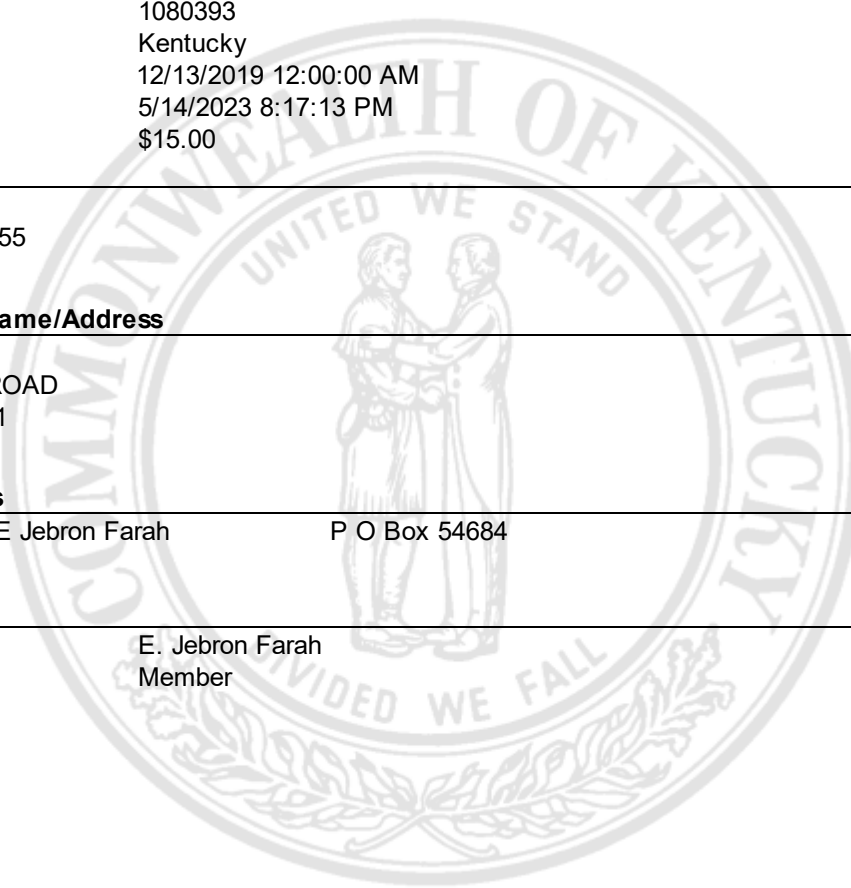 1080393
Kentucky
12/13/2019 12:00:00 AM
5/14/2023 8:17:13 PM
$15.00
COMMONWEALTH OF KENTUCKY
UNITED WE STAND
55
ame/Address
ROAD
1
s
E Jebron Farah P O Box 54684
E. Jebron Farah
Member
DIVIDED WE FALL